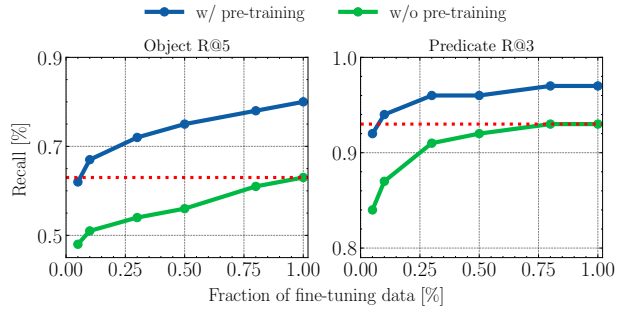 w/ pre-training w/o pre-training
Object R@5 Predicate R@3
Recall [%]
0.9
0.7
0.5
1.0
0.9
0.8
0.00 0.25 0.50 0.75 1.00
0.00 0.25 0.50 0.75 1.00
Fraction of fine-tuning data [%]